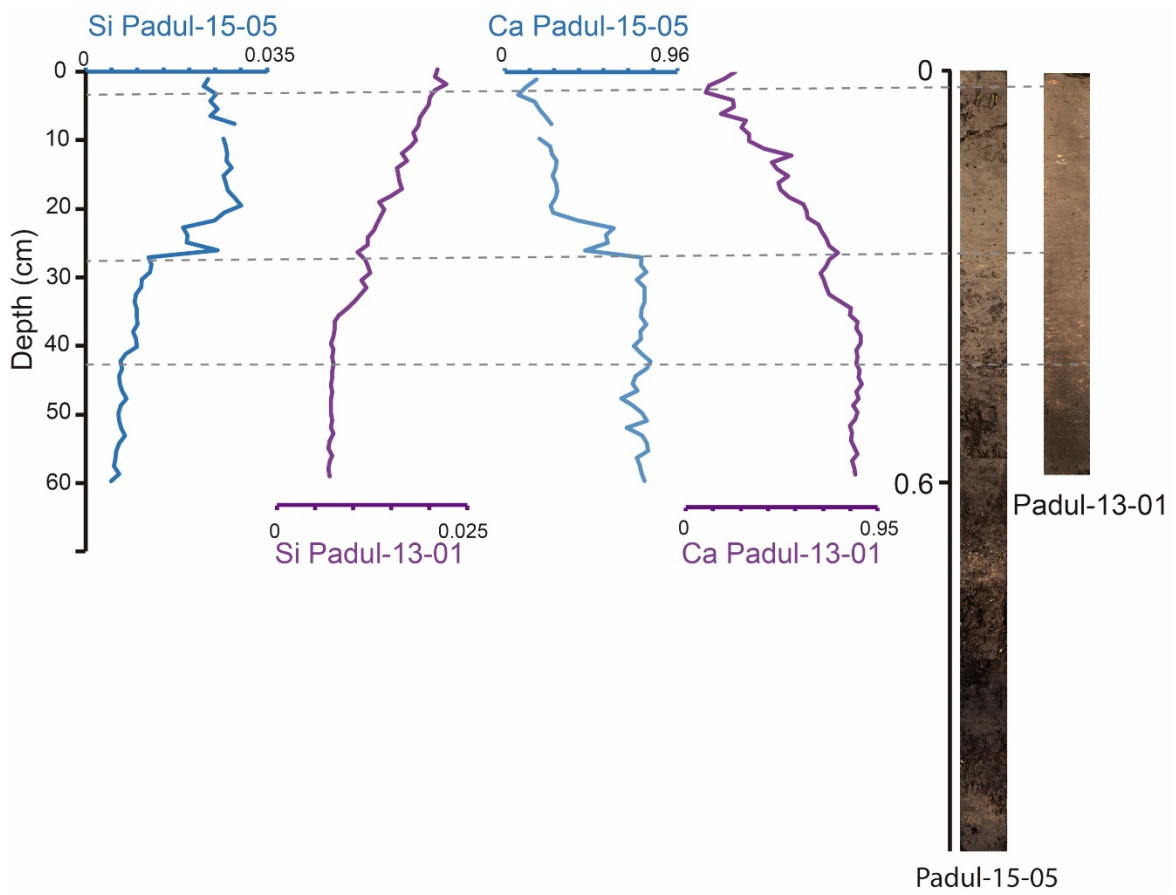 Si Padul-15-05
Ca Padul-15-05
0 0.035
0 0.96
0
10
20
30
40
50
60
Depth (cm)
0 0.025
Si Padul-13-01
0 0.95
Ca Padul-13-01
0
0.6
Padul-13-01
Padul-15-05